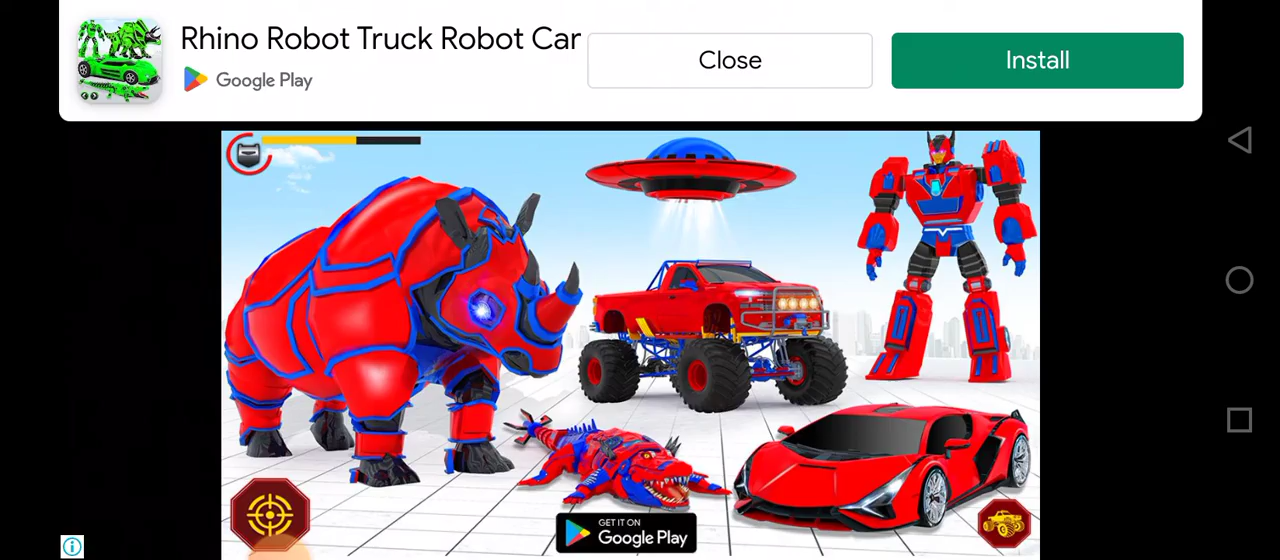 Rhino Robot Truck Robot Car
Google Play
Close
Install
GET IT ON
Google Play